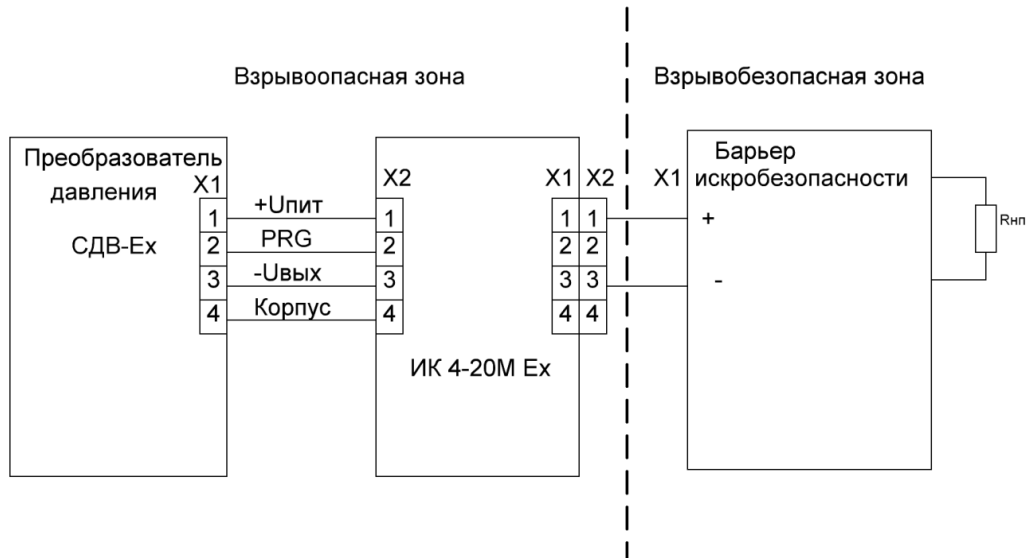 Взрывоопасная зона
Взрывобезопасная зона
Преобразователь
давления
СДВ-Ex
X1
1
2
3
4
+Uпит
PRG
-Uвых
Корпус
X2
1
2
3
4
ИК 4-20М Ex
X1 X2
1 1
2 2
3 3
4 4
X1
Барьер
искробезопасности
+
-
Rнп